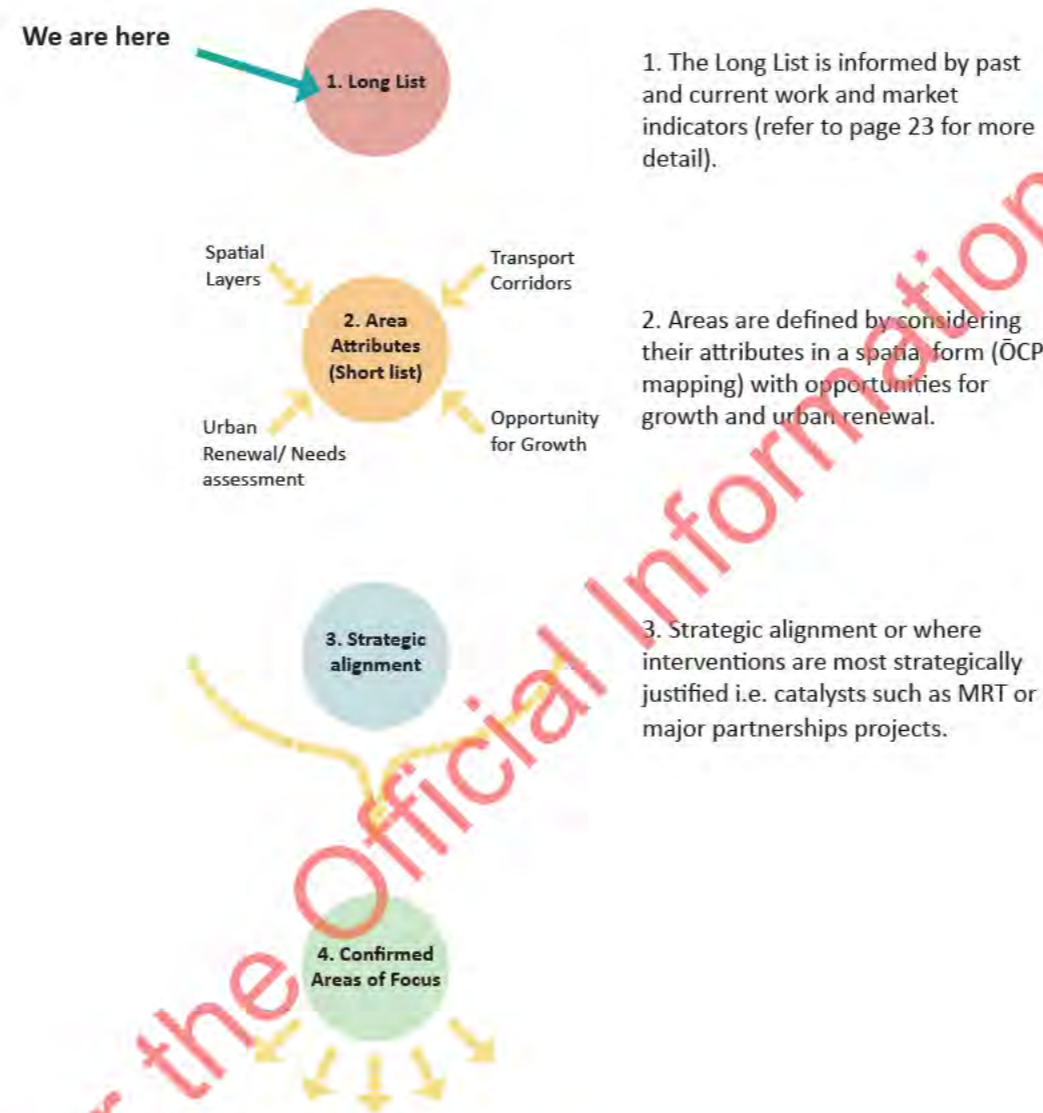 We are here
1. Long List
1. The Long List is informed by past
and current work and market
indicators (refer to page 23 for more
detail).
Spatial
Layers
Transport
Corridors
2. Area
Attributes
(Short list)
Urban
Renewal/ Needs
assessment
Opportunity
for Growth
2. Areas are defined by considering
their attributes in a spatial form (ŌCP
mapping) with opportunities for
growth and urban renewal.
3. Strategic
alignment
3. Strategic alignment or where
interventions are most strategically
justified i.e. catalysts such as MRT or
major partnerships projects.
4. Confirmed
Areas of Focus
the Official Information